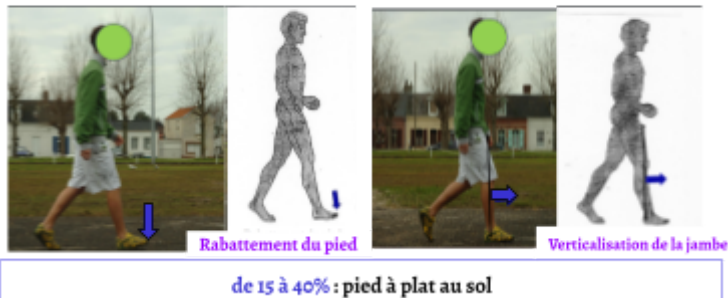 Rabattement du pied
Verticalisation de la jambe
de 15 à 40% : pied à plat au sol